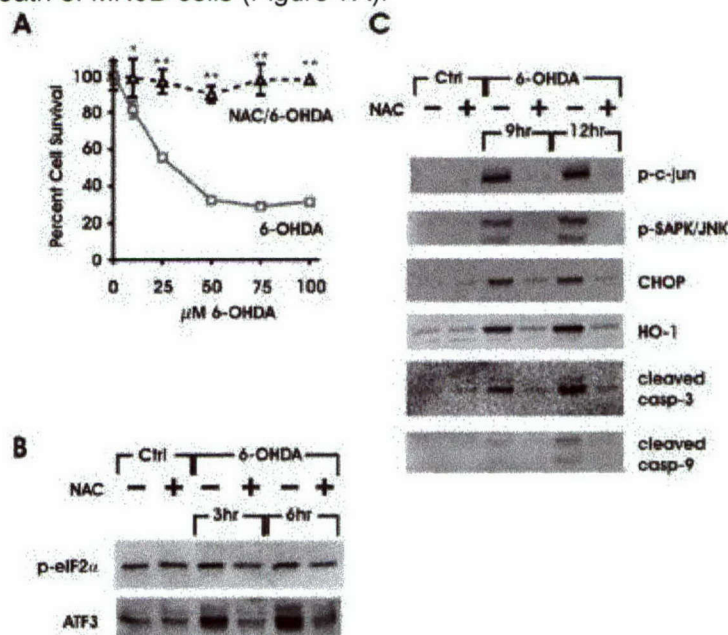 cells (Figure
A
Percent Cell Survival
100
80
60
40
20
0
* ** ** ** **
NAC/6-OHDA
6-OHDA
0 25 50 75 100
μM 6-OHDA
C
Ctrl 6-OHDA
NAC − + − + − +
9hr 12hr
p-c-jun
p-SAPK/JNK
CHOP
HO-1
cleaved
casp-3
cleaved
casp-9
B
Ctrl 6-OHDA
NAC − + − + − +
3hr 6hr
p-eIF2α
ATF3